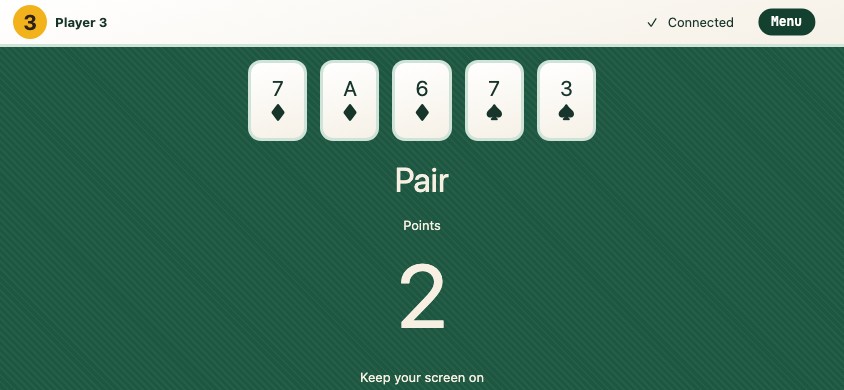 3 Player 3 ✓ Connected Menu
7 A 6 7 3
♦ ♦ ♦ ♠ ♠
Pair
Points
2
Keep your screen on